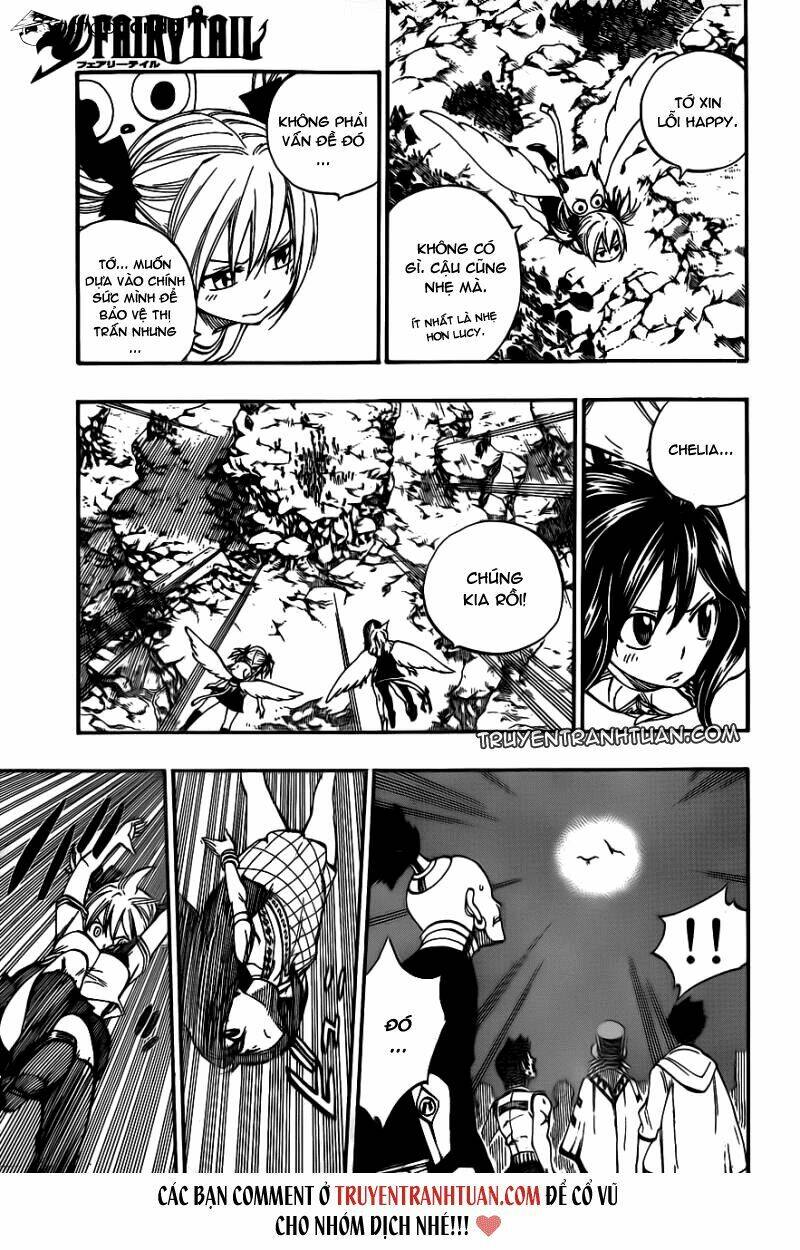 FAIRY TAIL
フェアリーテイル
TỚ XIN
LỖI HAPPY.
KHÔNG CÓ
GÌ. CẬU CŨNG
NHẸ MÀ.
ÍT NHẤT LÀ NHẸ
HƠN LUCY.
KHÔNG PHẢI
VẤN ĐỀ ĐÓ
...
TỚ... MUỐN
DỰA VÀO CHÍNH
SỨC MÌNH ĐỂ
BẢO VỆ THỊ
TRẤN NHƯNG
...
CHELIA...
CHÚNG
KIA RỒI!
TRUYENTRANHTUAN.COM
!!
ĐÓ
...
CÁC BẠN COMMENT Ở TRUYENTRANHTUAN.COM ĐỂ CỔ VŨ
CHO NHÓM DỊCH NHÉ!!! ❤